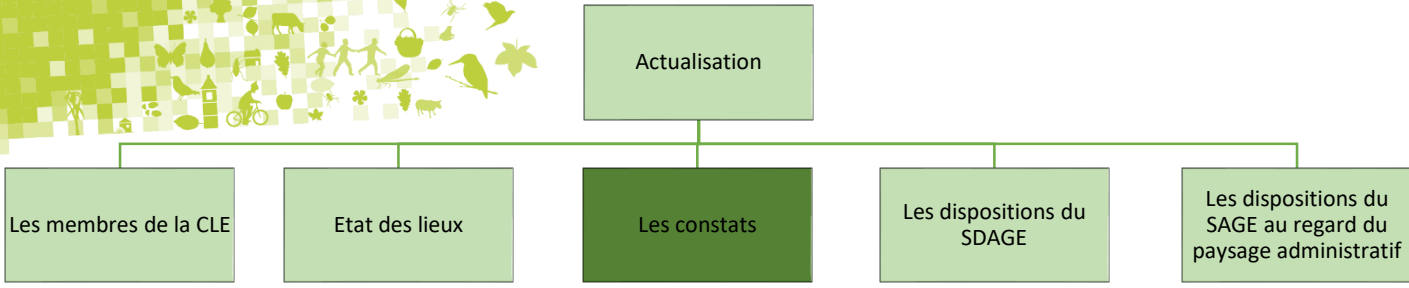 Actualisation
Les membres de la CLE
Etat des lieux
Les constats
Les dispositions du
SDAGE
Les dispositions du
SAGE au regard du
paysage administratif